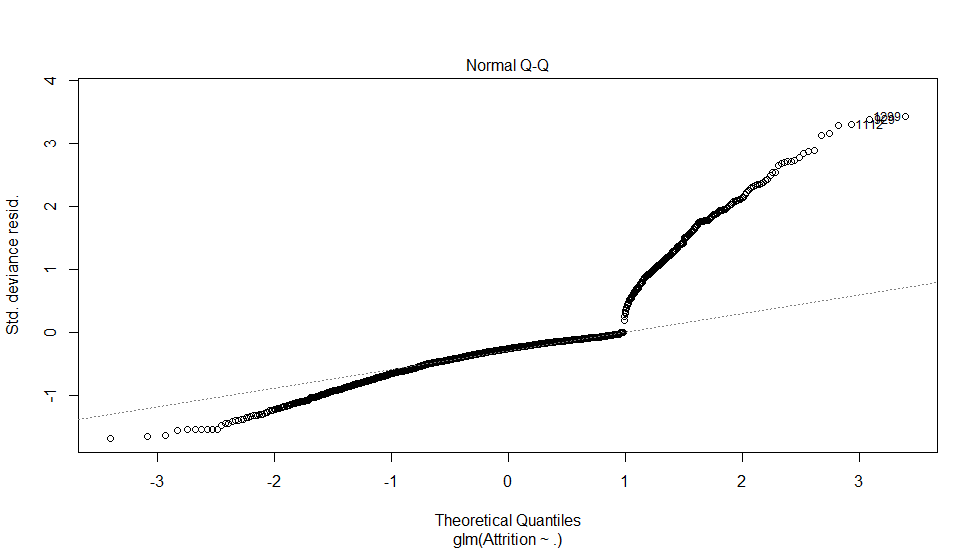 Normal Q-Q
Std. deviance resid.
4
3
2
1
0
-1
1112
1299
-3 -2 -1 0 1 2 3
Theoretical Quantiles
glm(Attrition ~ .)